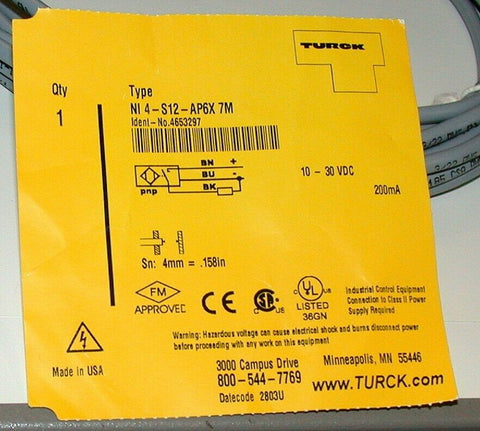 TURCK
Qty
1
Type
NI 4-S12-AP6X 7M
Ident-No.4653297
BN +
BU -
BK
pnp
10 - 30 VDC
200mA
Sn: 4mm = .158in
FM
APPROVED
CE
C US
C UL US
LISTED
36GN
Industrial Control Equipment
Connection to Class II Power
Supply Required
Warning: Hazardous voltage can cause electrical shock and burns disconnect power
before proceeding with any work on this equipment
Made in USA
3000 Campus Drive Minneapolis, MN 55446
800-544-7769 www.TURCK.com
Datecode 2803U